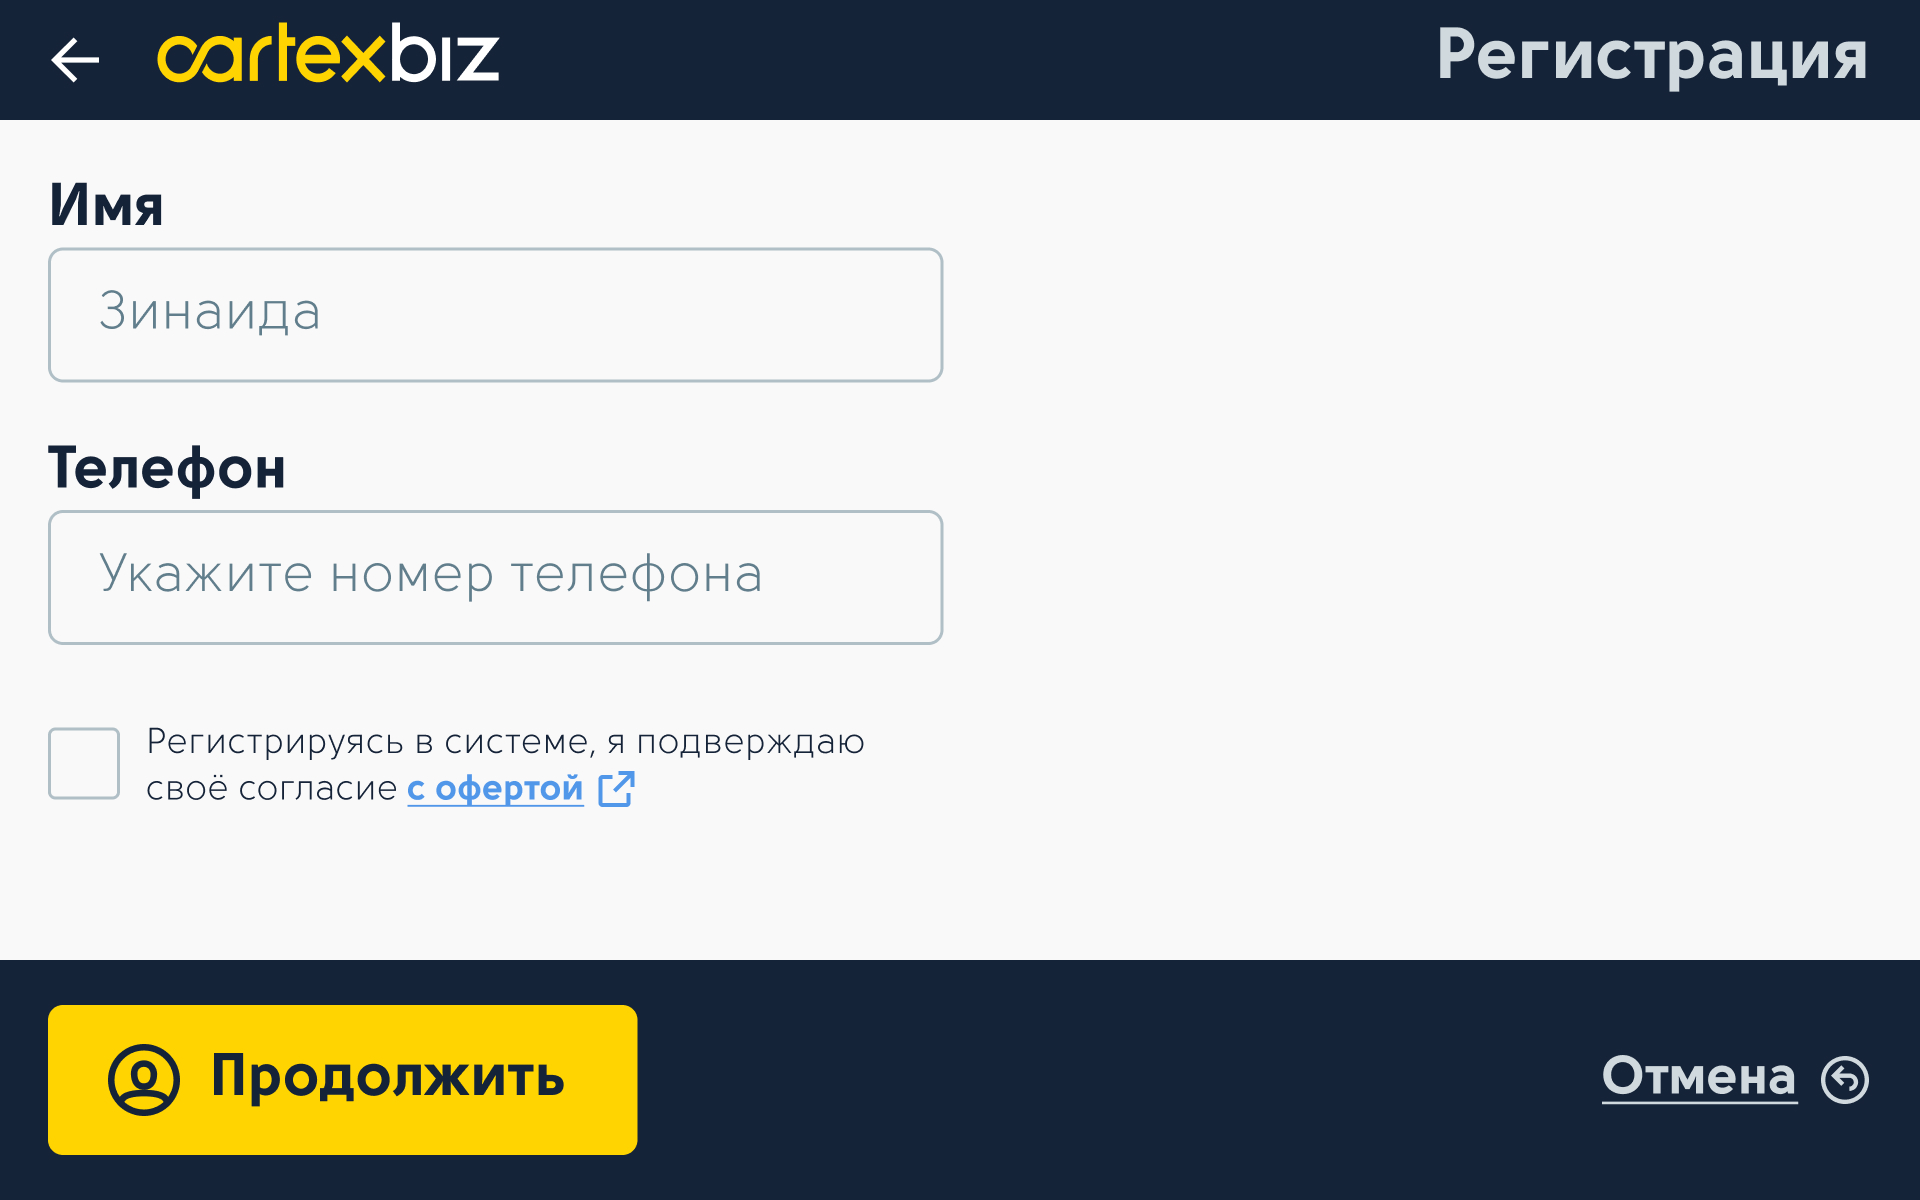 cartexbiz
Регистрация
Имя
Зинаида
Телефон
Укажите номер телефона
Регистрируясь в системе, я подверждаю
своё согласие с офертой
Продолжить
Отмена